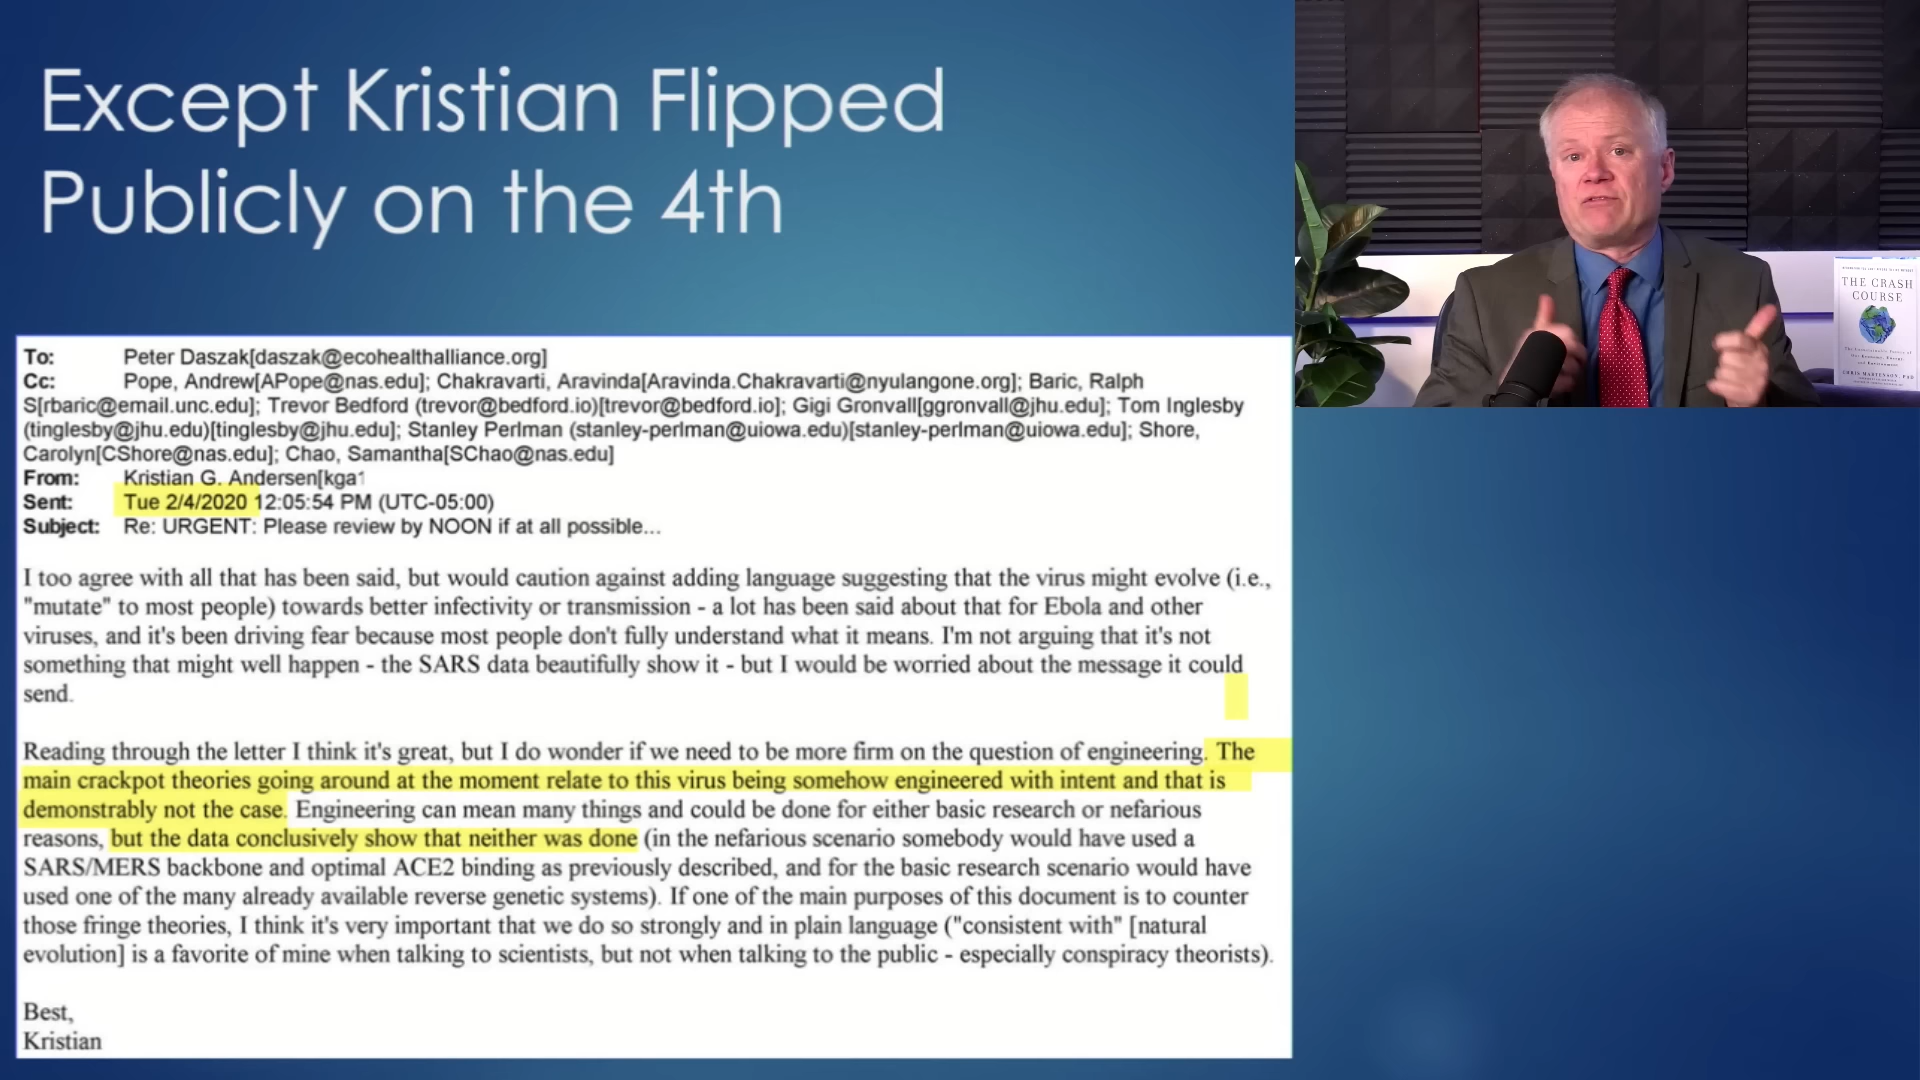 Except Kristian Flipped
Publicly on the 4th
To: Peter Daszak[daszak@ecohealthalliance.org]
Cc: Pope, Andrew[APope@nas.edu]; Chakravarti, Aravinda[Aravinda.Chakravarti@nyulangone.org]; Baric, Ralph
S[rbaric@email.unc.edu]; Trevor Bedford (trevor@bedford.io)[trevor@bedford.io]; Gigi Gronvall[ggronvall@jhu.edu]; Tom Inglesby
(tinglesby@jhu.edu)[tinglesby@jhu.edu]; Stanley Perlman (stanley-perlman@uiowa.edu)[stanley-perlman@uiowa.edu]; Shore,
Carolyn[CShore@nas.edu]; Chao, Samantha[SChao@nas.edu]
From: Kristian G. Andersen[kga1
Sent: Tue 2/4/2020 12:05:54 PM (UTC-05:00)
Subject: Re: URGENT: Please review by NOON if at all possible...
I too agree with all that has been said, but would caution against adding language suggesting that the virus might evolve (i.e.,
"mutate" to most people) towards better infectivity or transmission - a lot has been said about that for Ebola and other
viruses, and it's been driving fear because most people don't fully understand what it means. I'm not arguing that it's not
something that might well happen - the SARS data beautifully show it - but I would be worried about the message it could
send.
Reading through the letter I think it's great, but I do wonder if we need to be more firm on the question of engineering. The
main crackpot theories going around at the moment relate to this virus being somehow engineered with intent and that is
demonstrably not the case. Engineering can mean many things and could be done for either basic research or nefarious
reasons, but the data conclusively show that neither was done (in the nefarious scenario somebody would have used a
SARS/MERS backbone and optimal ACE2 binding as previously described, and for the basic research scenario would have
used one of the many already available reverse genetic systems). If one of the main purposes of this document is to counter
those fringe theories, I think it's very important that we do so strongly and in plain language ("consistent with" [natural
evolution] is a favorite of mine when talking to scientists, but not when talking to the public - especially conspiracy theorists).
Best,
Kristian
THE CRASH
COURSE
CHRIS MARTENSON, PHD